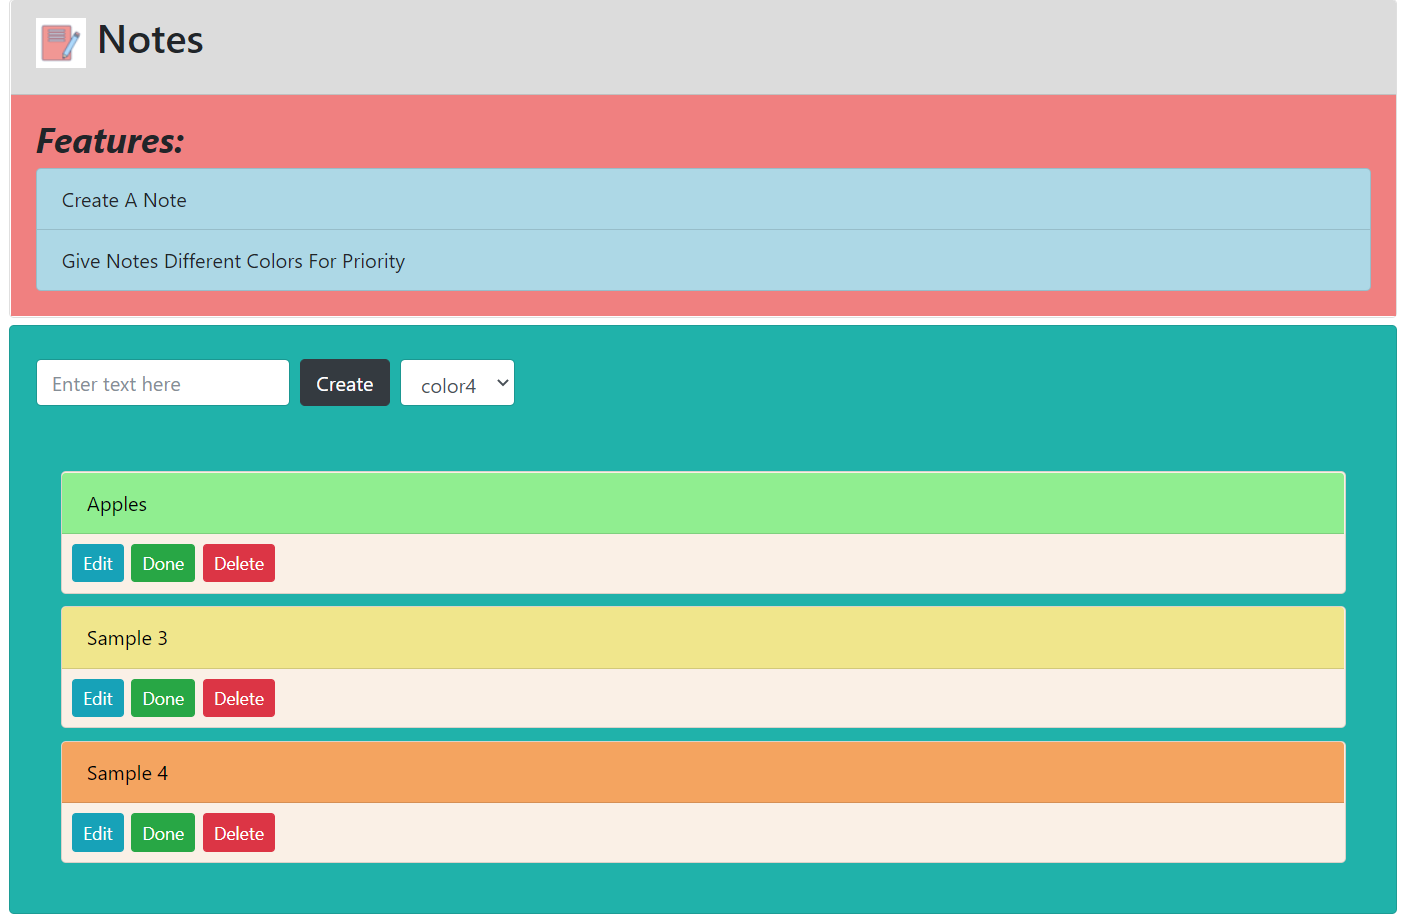 Notes
Features:
Create A Note
Give Notes Different Colors For Priority
Enter text here Create color4
Apples
Edit Done Delete
Sample 3
Edit Done Delete
Sample 4
Edit Done Delete